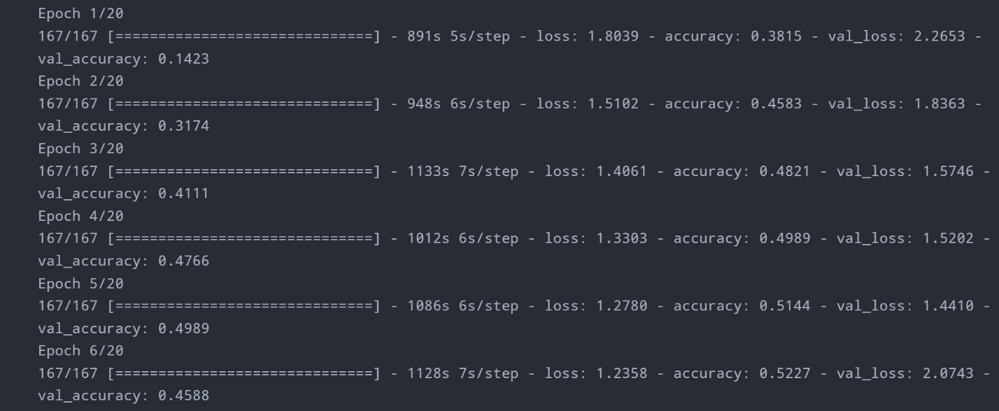 Epoch 1/20
167/167 [==============================] - 891s 5s/step - loss: 1.8039 - accuracy: 0.3815 - val_loss: 2.2653 -
val_accuracy: 0.1423
Epoch 2/20
167/167 [==============================] - 948s 6s/step - loss: 1.5102 - accuracy: 0.4583 - val_loss: 1.8363 -
val_accuracy: 0.3174
Epoch 3/20
167/167 [==============================] - 1133s 7s/step - loss: 1.4061 - accuracy: 0.4821 - val_loss: 1.5746 -
val_accuracy: 0.4111
Epoch 4/20
167/167 [==============================] - 1012s 6s/step - loss: 1.3303 - accuracy: 0.4989 - val_loss: 1.5202 -
val_accuracy: 0.4766
Epoch 5/20
167/167 [==============================] - 1086s 6s/step - loss: 1.2780 - accuracy: 0.5144 - val_loss: 1.4410 -
val_accuracy: 0.4989
Epoch 6/20
167/167 [==============================] - 1128s 7s/step - loss: 1.2358 - accuracy: 0.5227 - val_loss: 2.0743 -
val_accuracy: 0.4588